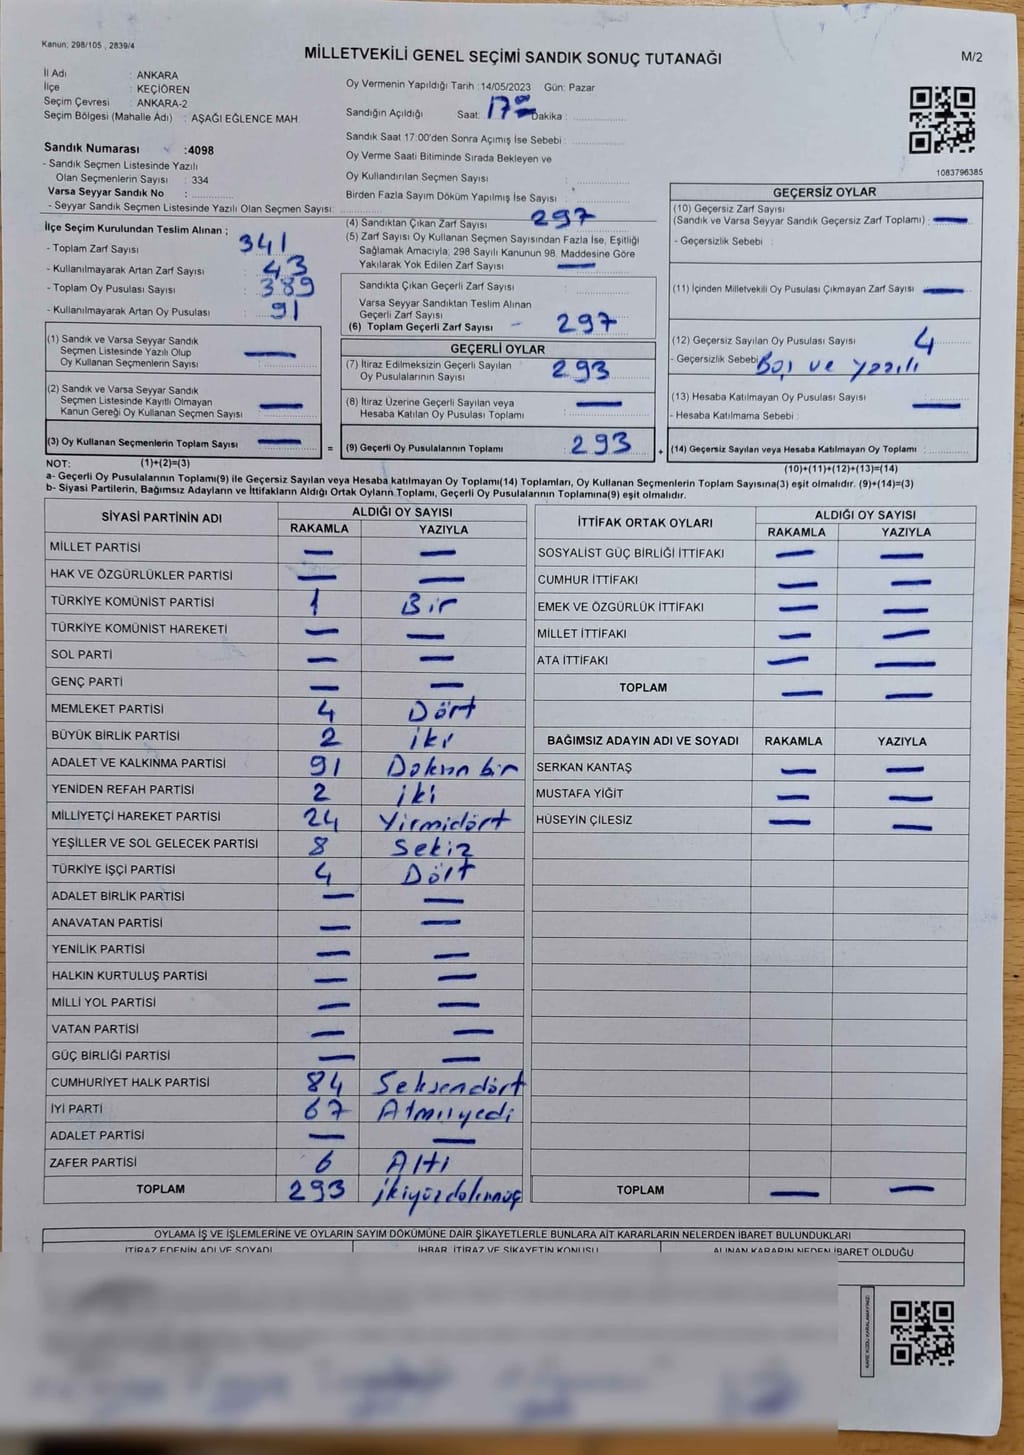 Kanun; 298/105 , 2839/4
MİLLETVEKİLİ GENEL SEÇİMİ SANDIK SONUÇ TUTANAĞI
M/2
İl Adı : ANKARA
İlçe : KEÇİÖREN
Seçim Çevresi : ANKARA-2
Seçim Bölgesi (Mahalle Adı) : AŞAĞI EĞLENCE MAH
Sandık Numarası :4098
- Sandık Seçmen Listesinde Yazılı
Olan Seçmenlerin Sayısı : 334
Varsa Seyyar Sandık No :
- Seyyar Sandık Seçmen Listesinde Yazılı Olan Seçmen Sayısı:
Oy Vermenin Yapıldığı Tarih :14/05/2023 Gün: Pazar
Sandığın Açıldığı Saat: 17 00 Dakika :
Sandık Saat 17:00'den Sonra Açımış İse Sebebi :
Oy Verme Saati Bitiminde Sırada Bekleyen ve
Oy Kullandırılan Seçmen Sayısı :
Birden Fazla Sayım Döküm Yapılmış İse Sayısı :
1083796385
İlçe Seçim Kurulundan Teslim Alınan ;
- Toplam Zarf Sayısı : 341
- Kullanılmayarak Artan Zarf Sayısı : 43
- Toplam Oy Pusulası Sayısı : 389
- Kullanılmayarak Artan Oy Pusulası : 91
(4) Sandıktan Çıkan Zarf Sayısı : 297
(5) Zarf Sayısı Oy Kullanan Seçmen Sayısından Fazla İse, Eşitliği
Sağlamak Amacıyla, 298 Sayılı Kanunun 98. Maddesine Göre
Yakılarak Yok Edilen Zarf Sayısı : —
Sandıkta Çıkan Geçerli Zarf Sayısı :
Varsa Seyyar Sandıktan Teslim Alınan
Geçerli Zarf Sayısı :
(6) Toplam Geçerli Zarf Sayısı : 297
GEÇERSİZ OYLAR
(10) Geçersiz Zarf Sayısı
(Sandık ve Varsa Seyyar Sandık Geçersiz Zarf Toplamı) : —
- Geçersizlik Sebebi :
(11) İçinden Milletvekili Oy Pusulası Çıkmayan Zarf Sayısı : —
(12) Geçersiz Sayılan Oy Pusulası Sayısı : 4
- Geçersizlik Sebebi : Boş ve yazılı
(13) Hesaba Katılmayan Oy Pusulası Sayısı : —
- Hesaba Katılmama Sebebi :
(14) Geçersiz Sayılan veya Hesaba Katılmayan Oy Toplamı :
(10)+(11)+(12)+(13)=(14)
(1) Sandık ve Varsa Seyyar Sandık
Seçmen Listesinde Yazılı Olup
Oy Kullanan Seçmenlerin Sayısı : —
(2) Sandık ve Varsa Seyyar Sandık
Seçmen Listesinde Kayıtlı Olmayan
Kanun Gereği Oy Kullanan Seçmen Sayısı : —
(3) Oy Kullanan Seçmenlerin Toplam Sayısı : —
GEÇERLİ OYLAR
(7) İtiraz Edilmeksizin Geçerli Sayılan
Oy Pusulalarının Sayısı : 293
(8) İtiraz Üzerine Geçerli Sayılan veya
Hesaba Katılan Oy Pusulası Toplamı : —
= (9) Geçerli Oy Pusulalarının Toplamı : 293 +
NOT: (1)+(2)=(3)
a- Geçerli Oy Pusulalarının Toplamı(9) ile Geçersiz Sayılan veya Hesaba katılmayan Oy Toplamı(14) Toplamları, Oy Kullanan Seçmenlerin Toplam Sayısına(3) eşit olmalıdır. (9)+(14)=(3)
b- Siyasi Partilerin, Bağımsız Adayların ve İttifakların Aldığı Ortak Oyların Toplamı, Geçerli Oy Pusulalarının Toplamına(9) eşit olmalıdır.
SİYASİ PARTİNİN ADI ALDIĞI OY SAYISI
RAKAMLA YAZIYLA
MİLLET PARTİSİ — —
HAK VE ÖZGÜRLÜKLER PARTİSİ — —
TÜRKİYE KOMÜNİST PARTİSİ 1 Bir
TÜRKİYE KOMÜNİST HAREKETİ — —
SOL PARTİ — —
GENÇ PARTİ — —
MEMLEKET PARTİSİ 4 Dört
BÜYÜK BİRLİK PARTİSİ 2 iki
ADALET VE KALKINMA PARTİSİ 91 Doksan bir
YENİDEN REFAH PARTİSİ 2 iki
MİLLİYETÇİ HAREKET PARTİSİ 24 Yirmidört
YEŞİLLER VE SOL GELECEK PARTİSİ 8 Sekiz
TÜRKİYE İŞÇİ PARTİSİ 4 Dört
ADALET BİRLİK PARTİSİ — —
ANAVATAN PARTİSİ — —
YENİLİK PARTİSİ — —
HALKIN KURTULUŞ PARTİSİ — —
MİLLİ YOL PARTİSİ — —
VATAN PARTİSİ — —
GÜÇ BİRLİĞİ PARTİSİ — —
CUMHURİYET HALK PARTİSİ 84 Seksendört
İYİ PARTİ 67 Atmışyedi
ADALET PARTİSİ — —
ZAFER PARTİSİ 6 Altı
TOPLAM 293 ikiyüzdoksanüç
İTTİFAK ORTAK OYLARI ALDIĞI OY SAYISI
RAKAMLA YAZIYLA
SOSYALİST GÜÇ BİRLİĞİ İTTİFAKI — —
CUMHUR İTTİFAKI — —
EMEK VE ÖZGÜRLÜK İTTİFAKI — —
MİLLET İTTİFAKI — —
ATA İTTİFAKI — —
TOPLAM — —
BAĞIMSIZ ADAYIN ADI VE SOYADI RAKAMLA YAZIYLA
SERKAN KANTAŞ — —
MUSTAFA YİĞİT — —
HÜSEYİN ÇİLESİZ — —
TOPLAM — —
OYLAMA İŞ VE İŞLEMLERİNE VE OYLARIN SAYIM DÖKÜMÜNE DAİR ŞİKAYETLERLE BUNLARA AİT KARARLARIN NELERDEN İBARET BULUNDUKLARI
İTİRAZ EDENİN ADI VE SOYADI İHBAR, İTİRAZ VE ŞİKAYETİN KONUSU ALINAN KARARIN NEDEN İBARET OLDUĞU
KARE KODU KARALAMAYINIZ!